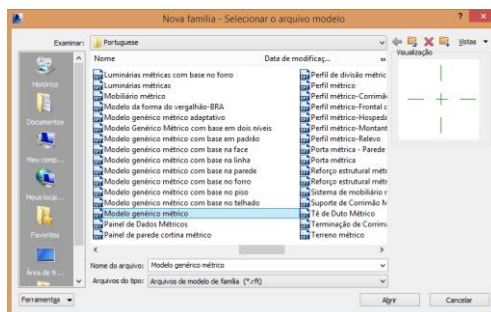 Nova família - Selecionar o arquivo modelo
Examinar:
Portuguese
Vistas
Visualização
Nome
Data de modificaç...
Histórico
Documentos
Meu comp...
Meus locai...
Favoritos
Área de tr...
Luminárias métricas com base no forro
Luminárias métricas
Mobiliário métrico
Modelo da forma do vergalhão-BRA
Modelo genérico métrico adaptativo
Modelo genérico Métrico com base em dois níveis
Modelo genérico métrico com base em padrão
Modelo genérico métrico com base na face
Modelo genérico métrico com base na linha
Modelo genérico métrico com base na parede
Modelo genérico métrico com base no forro
Modelo genérico métrico com base no piso
Modelo genérico métrico com base no telhado
Modelo genérico métrico
Painel de Dados Métricos
Painel de parede cortina métrico
Perfil de divisão métric
Perfil métrico
Perfil métrico-Corrimã
Perfil métrico-Frontal d
Perfil métrico-Hospeda
Perfil métrico-Montant
Perfil métrico-Relevo
Porta métrica - Parede
Porta métrica
Reforço estrutural métr
Reforço estrutural métr
Sistema de mobiliário m
Suporte de Corrimão M
Tê de Duto Métrico
Terminação de Corrim
Terreno métrico
Nome do arquivo: Modelo genérico métrico
Arquivos do tipo: Arquivos de modelo de família (*.rft)
Ferramentas
Abrir
Cancelar